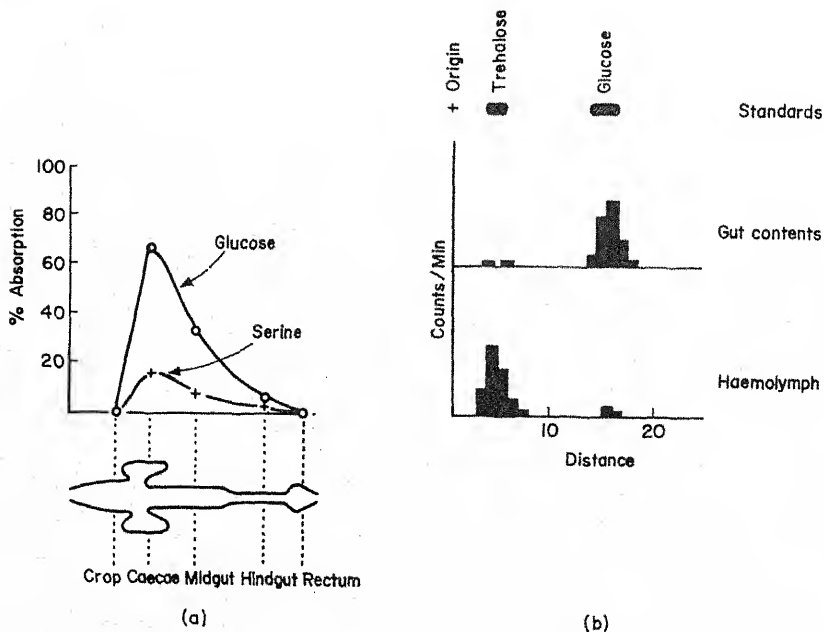 100
80
60
40
20
% Absorption
Glucose
Serine
Crop Caecae Midgut Hindgut Rectum
(a)
+ Origin
Trehalose
Glucose
Standards
Gut contents
Counts/Min
Haemolymph
10
20
Distance
(b)